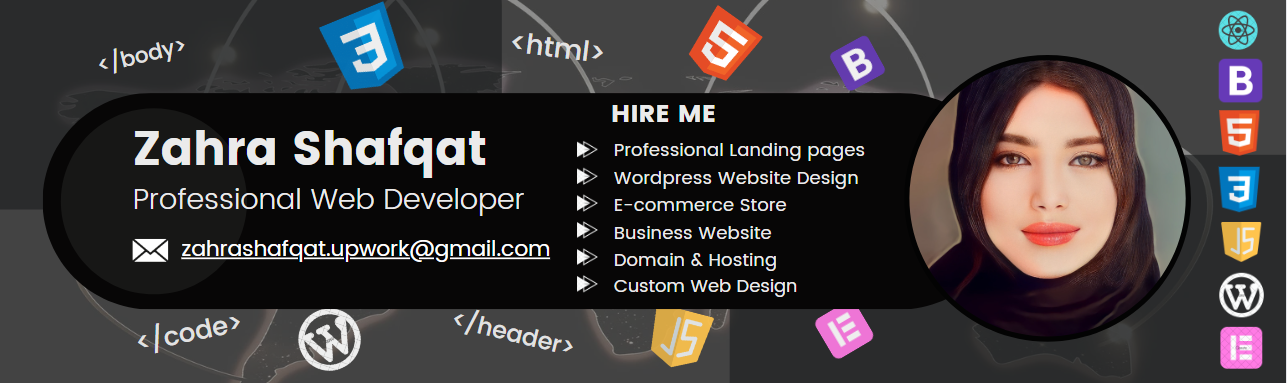 </body>
<html>
HIRE ME
Zahra Shafqat
Professional Web Developer
zahrashafqat.upwork@gmail.com
Professional Landing pages
Wordpress Website Design
E-commerce Store
Business Website
Domain & Hosting
Custom Web Design
</code>
</header>
3
5
B
JS
W
E
B
5
3
JS
W
E